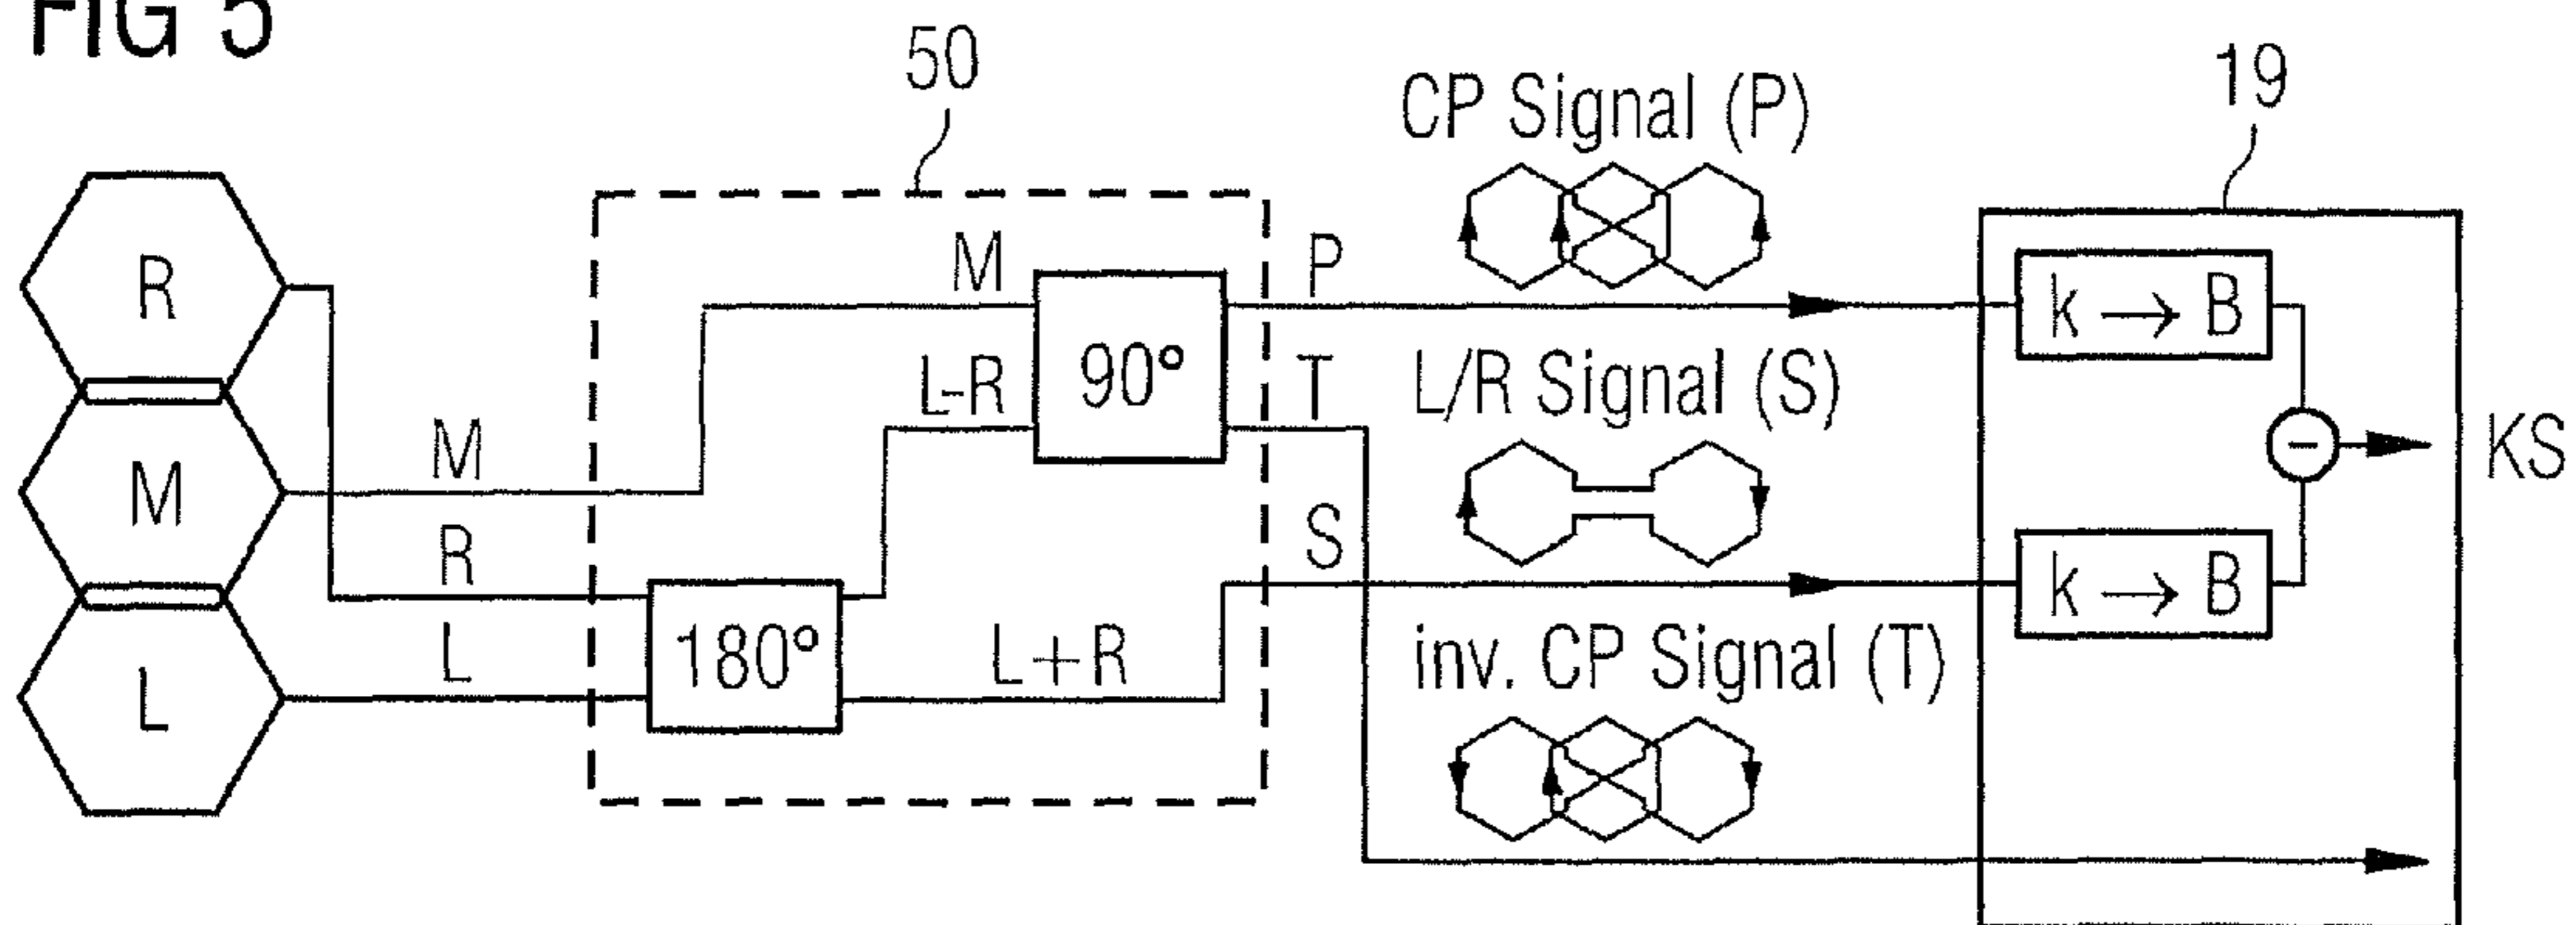 FIG 5
50
19
CP Signal (P)
R
M
L
M
R
L
M
L-R
90°
180°
L+R
P
T
S
L/R Signal (S)
inv. CP Signal (T)
k → B
k → B
-
KS